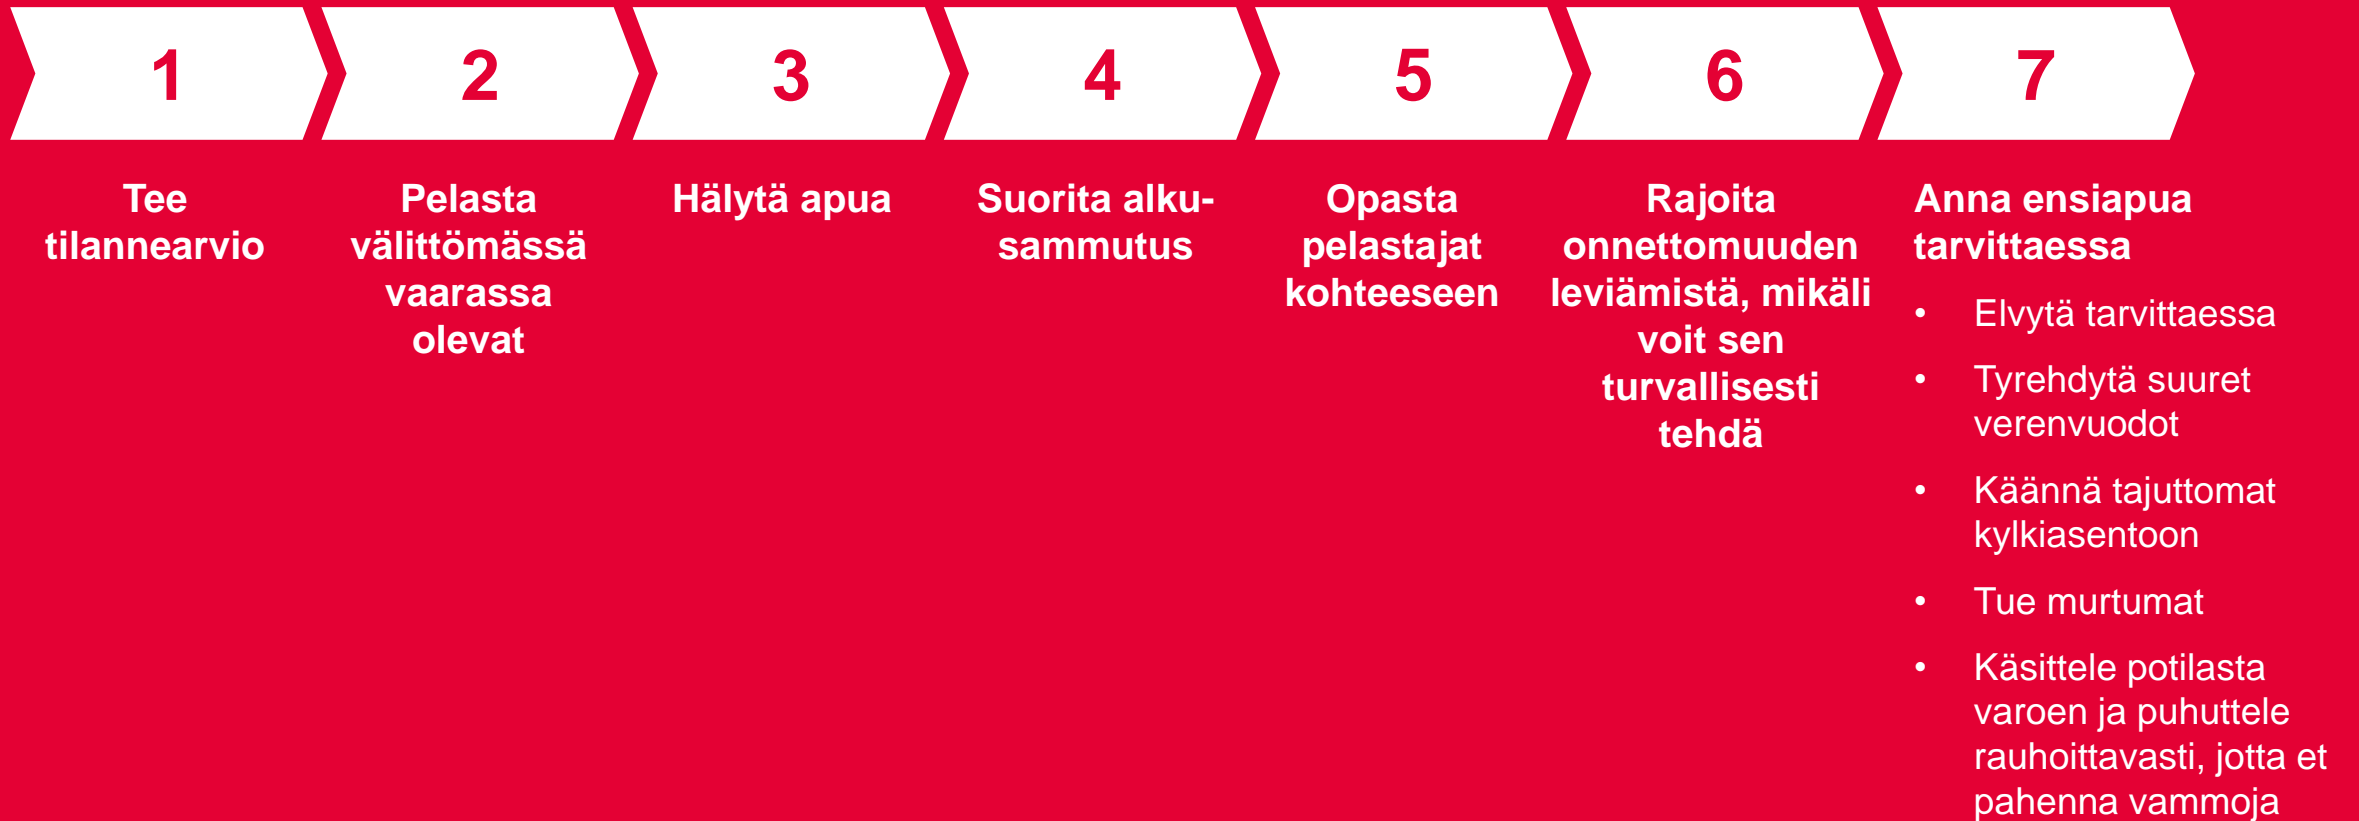 1
Tee
tilannearvio
2
Pelasta
välittömässä
vaarassa
olevat
3
Hälytä apua
4
Suorita alku-
sammutus
5
Opasta
pelastajat
kohteeseen
6
Rajoita
onnettomuuden
leviämistä, mikäli
voit sen
turvallisesti
tehdä
7
Anna ensiapua
tarvittaessa
• Elvytä tarvittaessa
• Tyrehdytä suuret
verenvuodot
• Käännä tajuttomat
kylkiasentoon
• Tue murtumat
• Käsittele potilasta
varoen ja puhuttele
rauhoittavasti, jotta et
pahenna vammoja